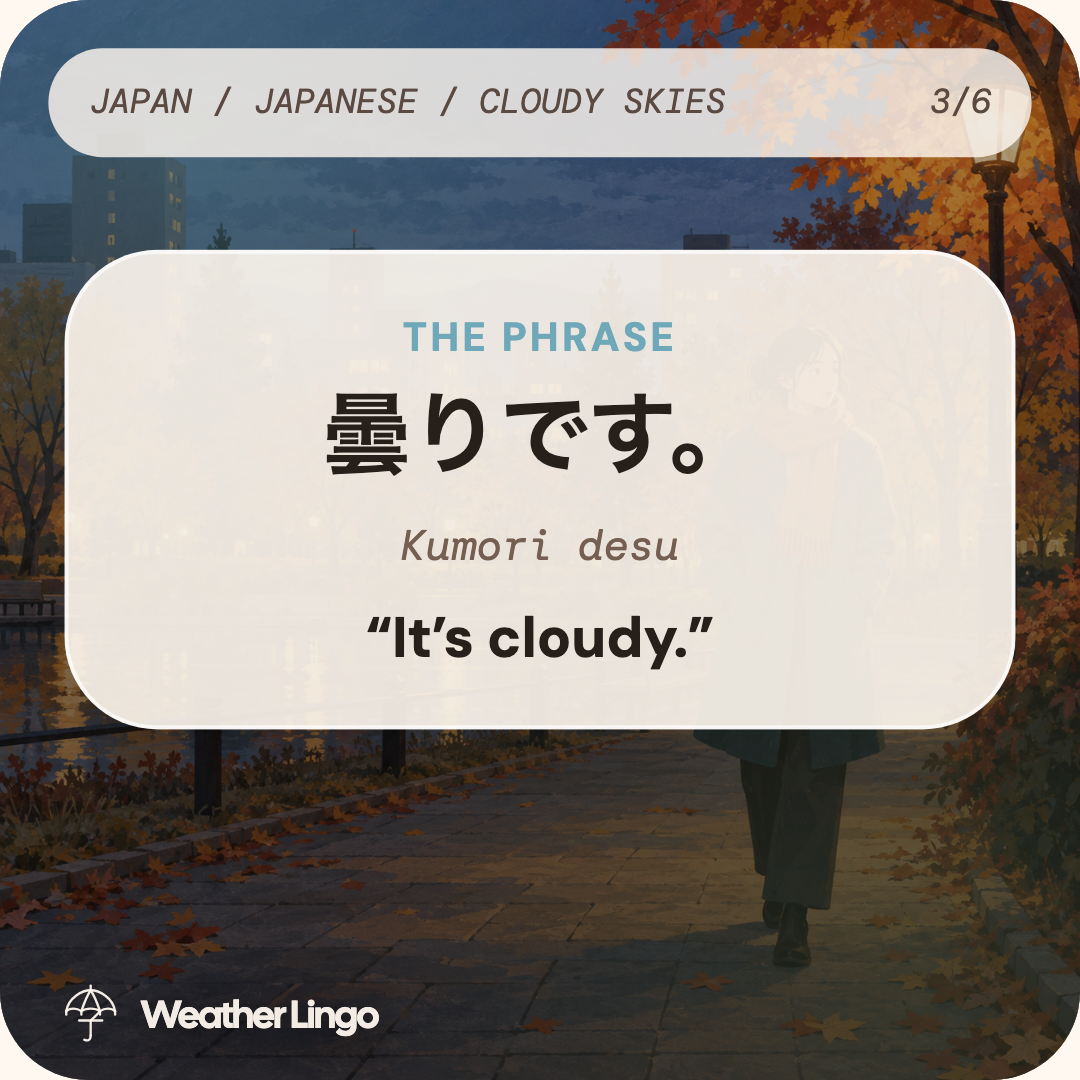 JAPAN / JAPANESE / CLOUDY SKIES 3/6
THE PHRASE
曇りです。
Kumori desu
“It’s cloudy.”
Weather Lingo